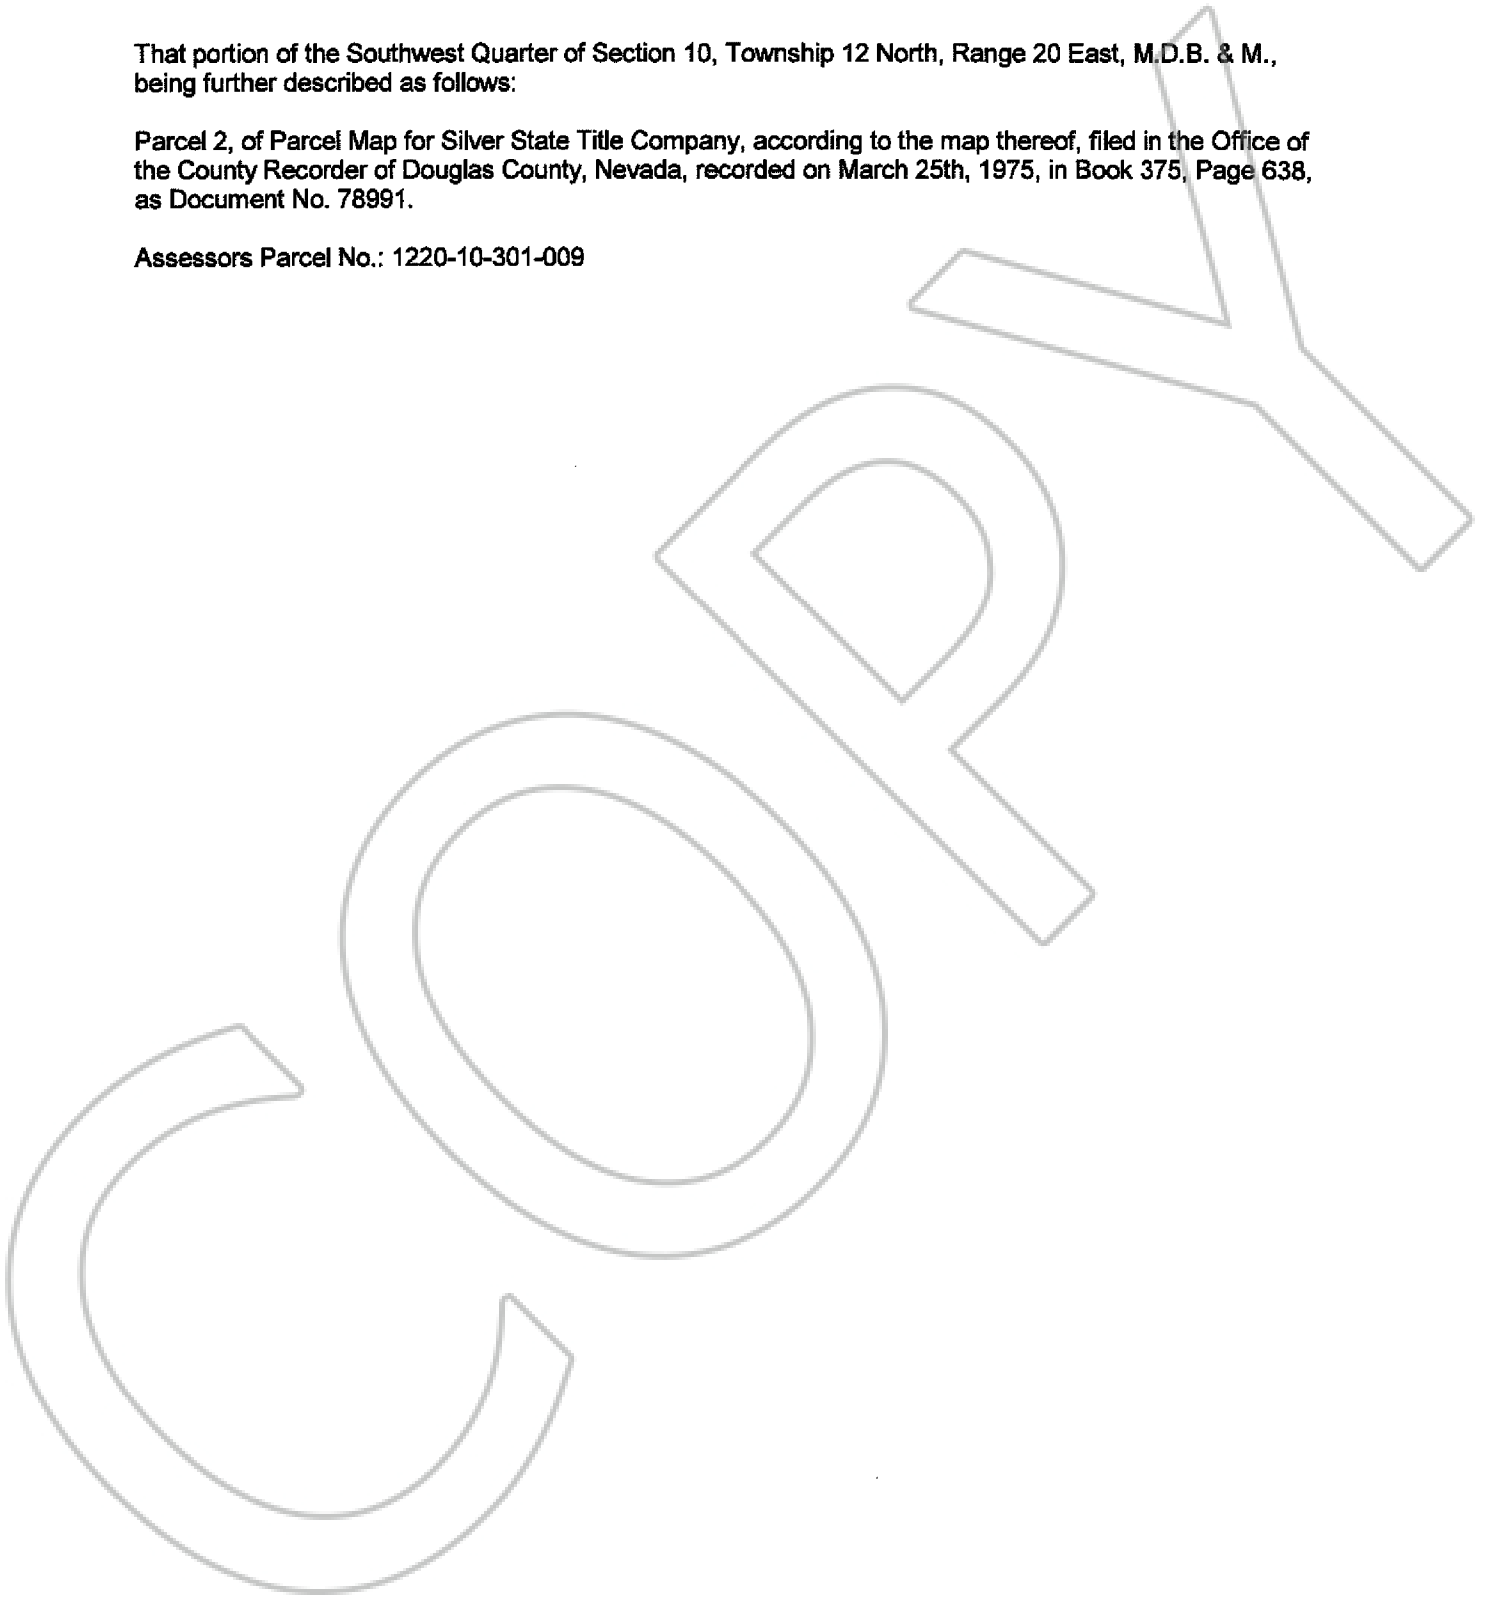 That portion of the Southwest Quarter of Section 10, Township 12 North, Range 20 East, M.D.B. & M.,
being further described as follows:
Parcel 2, of Parcel Map for Silver State Title Company, according to the map thereof, filed in the Office of
the County Recorder of Douglas County, Nevada, recorded on March 25th, 1975, in Book 375, Page 638,
as Document No. 78991.
Assessors Parcel No.: 1220-10-301-009
COPY